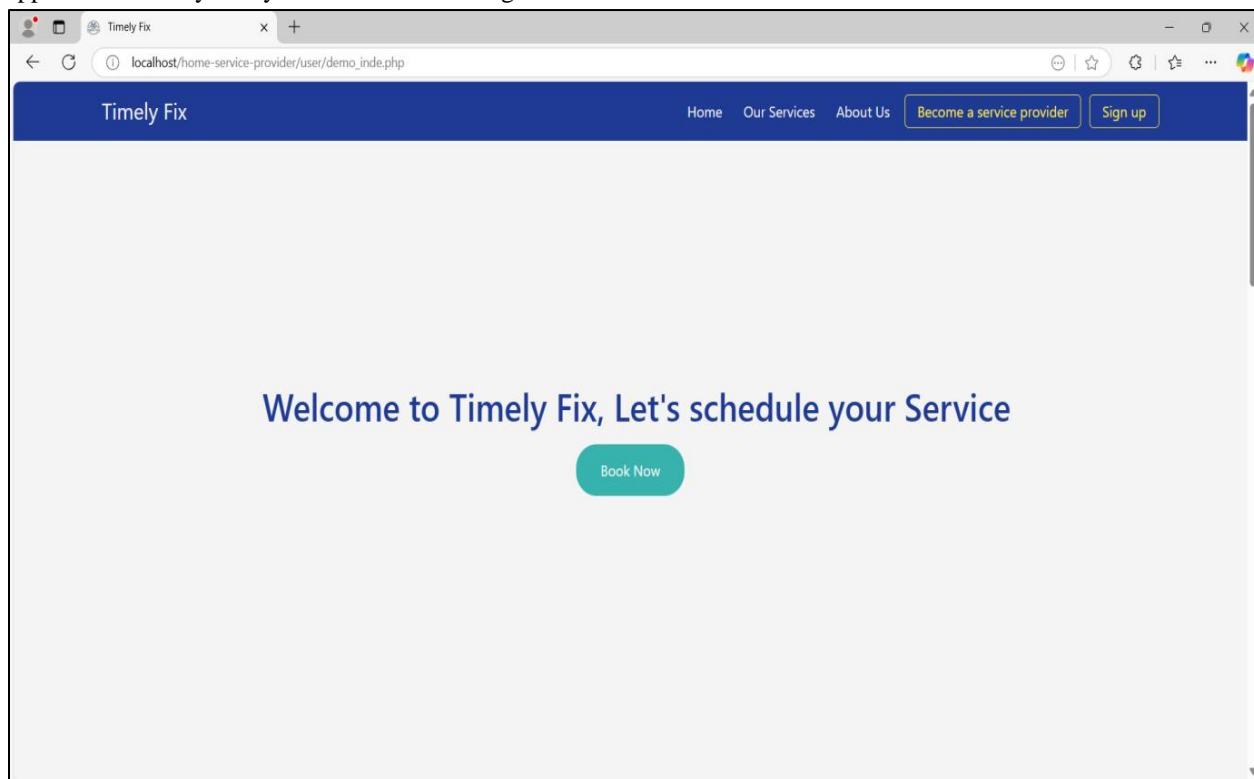 Timely Fix
localhost/home-service-provider/user/demo_inde.php
Timely Fix Home Our Services About Us Become a service provider Sign up
Welcome to Timely Fix, Let's schedule your Service
Book Now